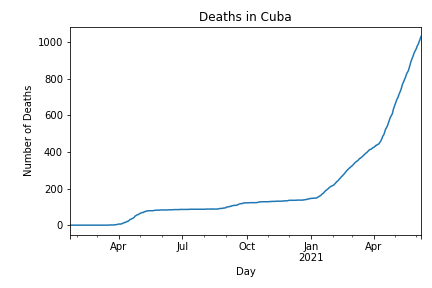 Deaths in Cuba
Number of Deaths
1000
800
600
400
200
0
Apr
Jul
Oct
Jan
2021
Apr
Day